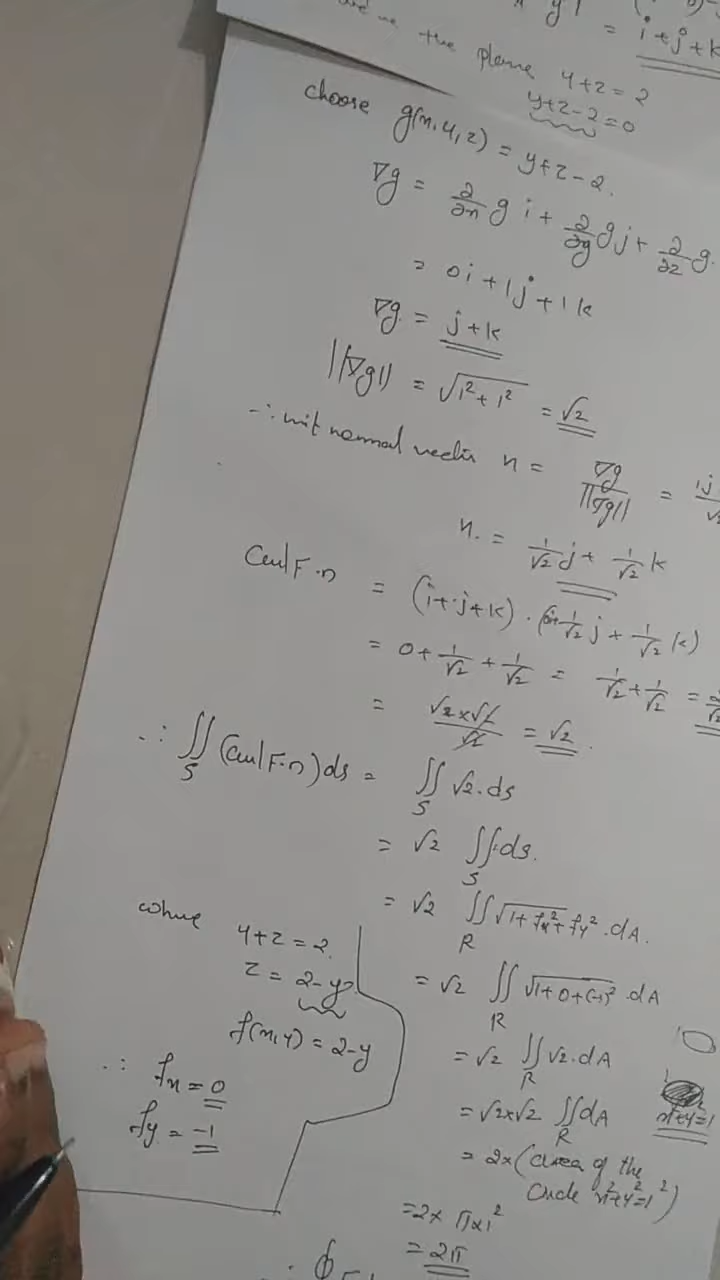 the plane y+z=2
= i+j+k
y+z-2=0
choose g(x,y,z) = y+z-2.
∇g = ∂/∂x g i + ∂/∂y g j + ∂/∂z g.
= 0i + 1j + 1k
∇g = j+k
||∇g|| = √1²+1² = √2
∴ unit normal vector n = ∇g/||∇g|| =
n. = 1/√2 j + 1/√2 k
Curl F.n = (i+j+k) . (0i+1/√2 j + 1/√2 k)
= 0 + 1/√2 + 1/√2 = 1/√2 + 1/√2 =
= √2×√2/√2 = √2.
∴ ∬S (Curl F.n) ds = ∬S √2. ds
= √2 ∬S ds.
= √2 ∬R √1+fx²+fy² . dA.
where y+z=2.
z = 2-y
f(x,y) = 2-y
∴ fx = 0
fy = -1
= √2 ∬R √1+0+(-1)² . dA
= √2 ∬R √2. dA
= √2×√2 ∬R dA
x²+y²=1
= 2×(area of the
Circle x²+y²=1²)
= 2× π×1²
= 2π
∴ ∮